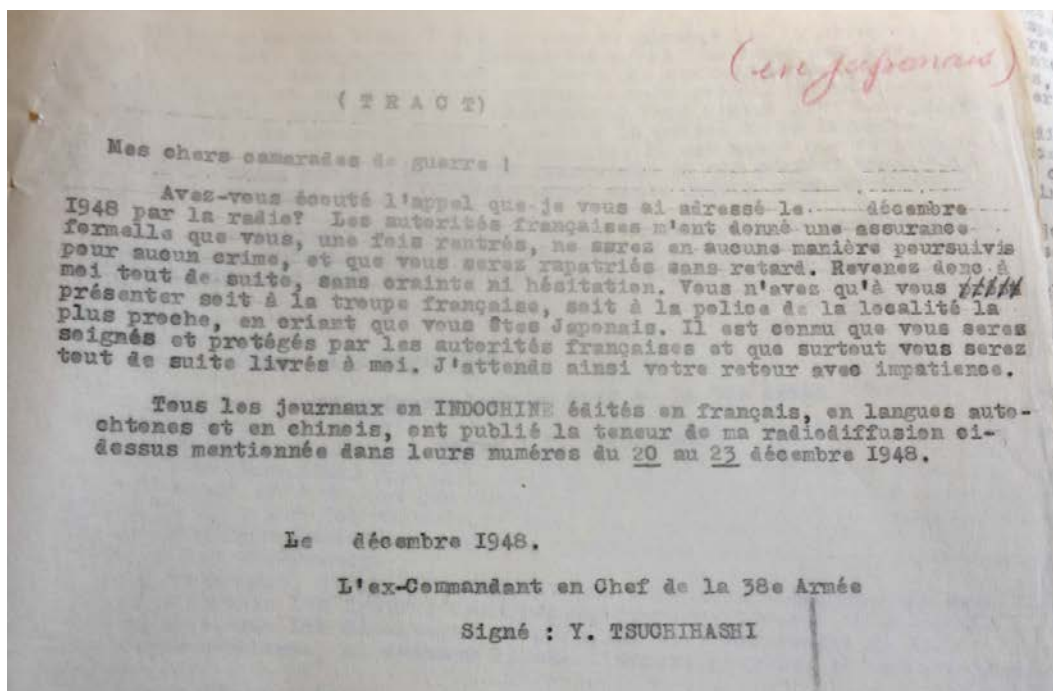 (en japonais)
( T R A C T)
Mes chers camarades de guerre !
Avez-vous écouté l'appel que je vous ai adressé le décembre
I948 par la radio? Les autorités françaises m'ont donné une assurance
formelle que vous, une fois rentrés, ne serez en aucune manière poursuivis
pour aucun crime, et que vous serez rapatriés sans retard. Revenez donc à
moi tout de suite, sans crainte ni hésitation. Vous n'avez qu'à vous
présenter soit à la troupe française, soit à la police de la localité la
plus proche, en criant que vous êtes Japonais. Il est connu que vous serez
soignés et protégés par les autorités françaises et que surtout vous serez
tout de suite livrés à moi. J'attends ainsi votre retour avec impatience.
Tous les journaux en INDOCHINE édités en français, en langues auto-
chtones et en chinois, ont publié la teneur de ma radiodiffusion ci-
dessus mentionnée dans leurs numéros du 20 au 23 décembre I948.
Le décembre I948.
L'ex-Commandant en Chef de la 38e Armée
Signé : Y. TSUCHIHASHI